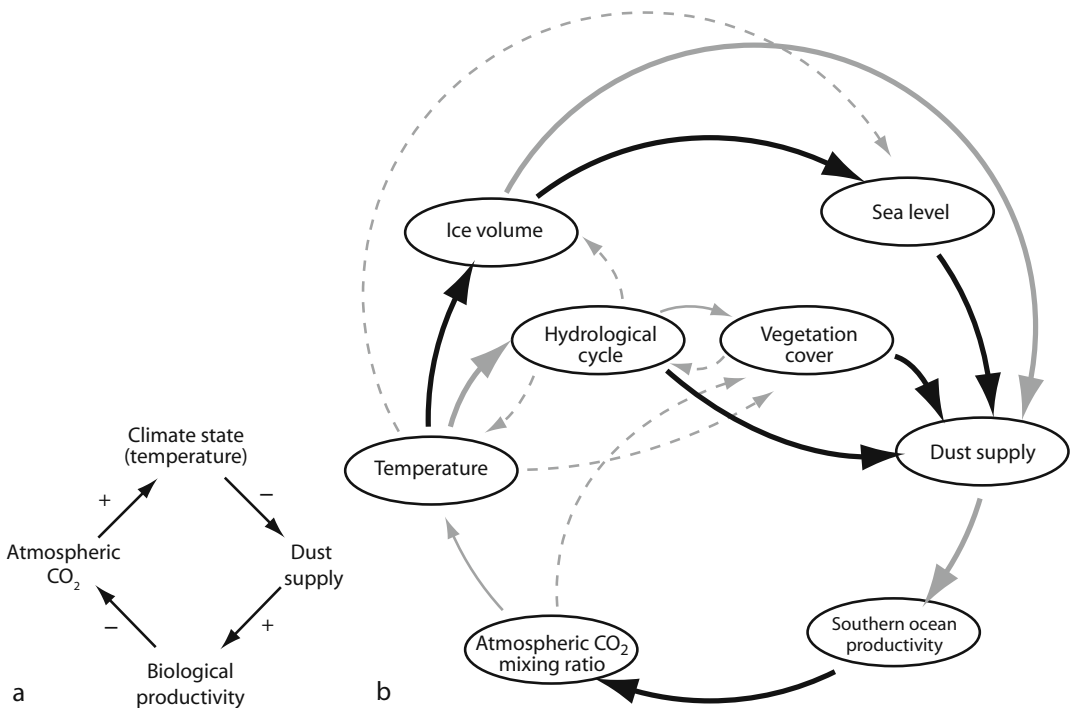 Climate state
(temperature)
+
−
Atmospheric
CO₂
Dust
supply
−
+
Biological
productivity
a
Ice volume
Sea level
Hydrological
cycle
Vegetation
cover
Temperature
Dust supply
Atmospheric CO₂
mixing ratio
Southern ocean
productivity
b